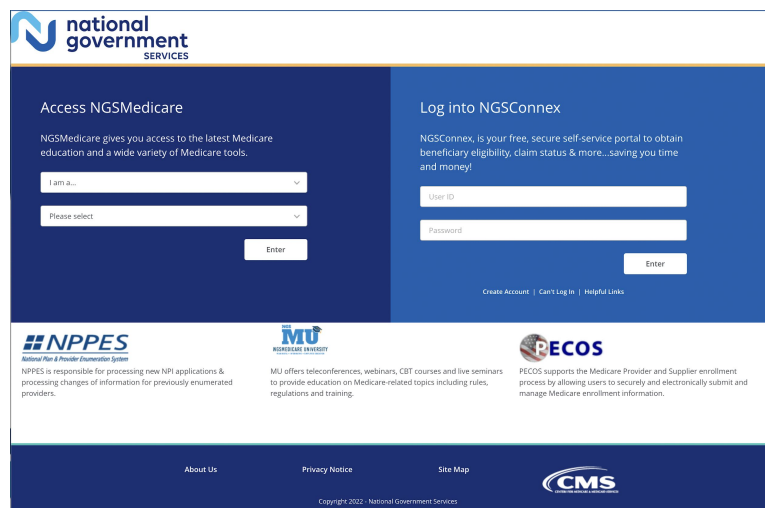 national
government
SERVICES
Access NGSMedicare
NGSMedicare gives you access to the latest Medicare
education and a wide variety of Medicare tools.
I am a...
Please select
Enter
Log into NGSConnex
NGSConnex, is your free, secure self-service portal to obtain
beneficiary eligibility, claim status & more...saving you time
and money!
User ID
Password
Enter
Create Account | Can't Log In | Helpful Links
NPPES
National Plan & Provider Enumeration System
NPPES is responsible for processing new NPI applications &
processing changes of information for previously enumerated
providers.
NGS
MU
NGSMEDICARE UNIVERSITY
MU offers teleconferences, webinars, CBT courses and live seminars
to provide education on Medicare-related topics including rules,
regulations and training.
PECOS
PECOS supports the Medicare Provider and Supplier enrollment
process by allowing users to securely and electronically submit and
manage Medicare enrollment information.
About Us
Privacy Notice
Site Map
CMS
CENTERS FOR MEDICARE & MEDICAID SERVICES
Copyright 2022 - National Government Services